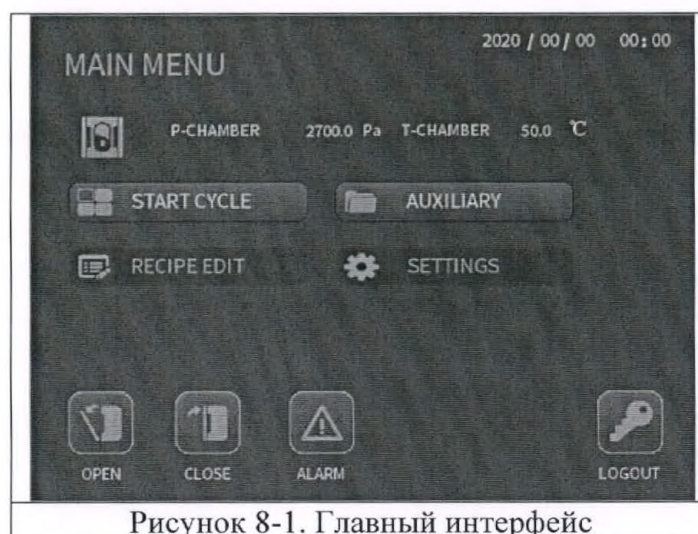 2020 / 00 / 00 00:00
MAIN MENU
P-CHAMBER 2700.0 Pa T-CHAMBER 50.0 ℃
START CYCLE AUXILIARY
RECIPE EDIT SETTINGS
OPEN CLOSE ALARM LOGOUT
Рисунок 8-1. Главный интерфейс